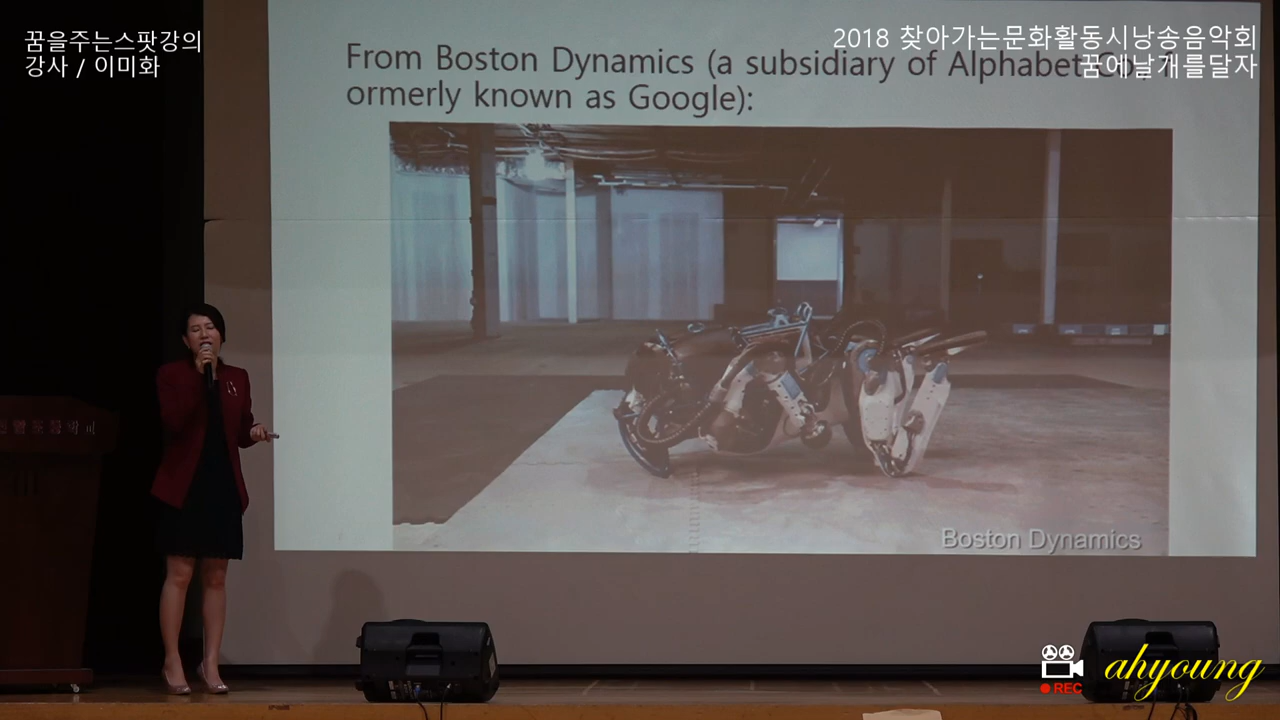 꿈을주는스팟강의
강사 / 이미화
2018 찾아가는문화활동시낭송음악회
꿈에날개를달자
From Boston Dynamics (a subsidiary of Alphabet Co., f
ormerly known as Google):
Boston Dynamics
REC
ahyoung